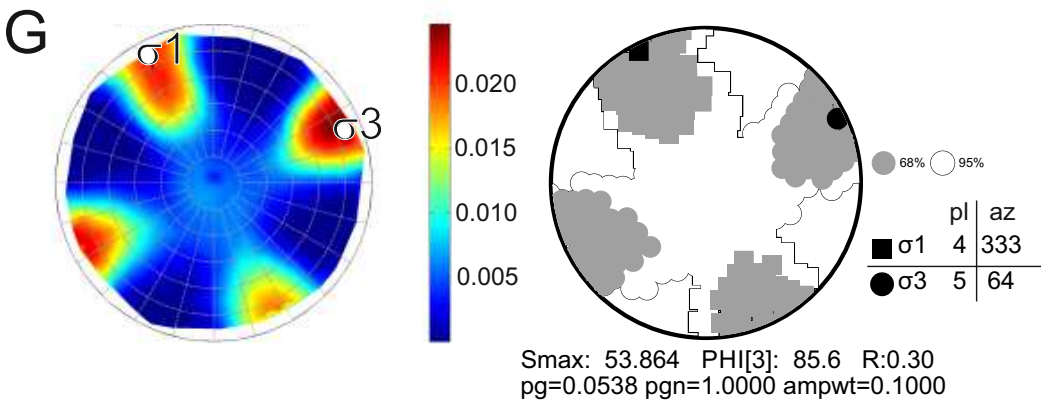 G
σ1
σ3
0.020
0.015
0.010
0.005
68% 95%
pl az
σ1 4 333
σ3 5 64
Smax: 53.864 PHI[3]: 85.6 R:0.30
pg=0.0538 pgn=1.0000 ampwt=0.1000